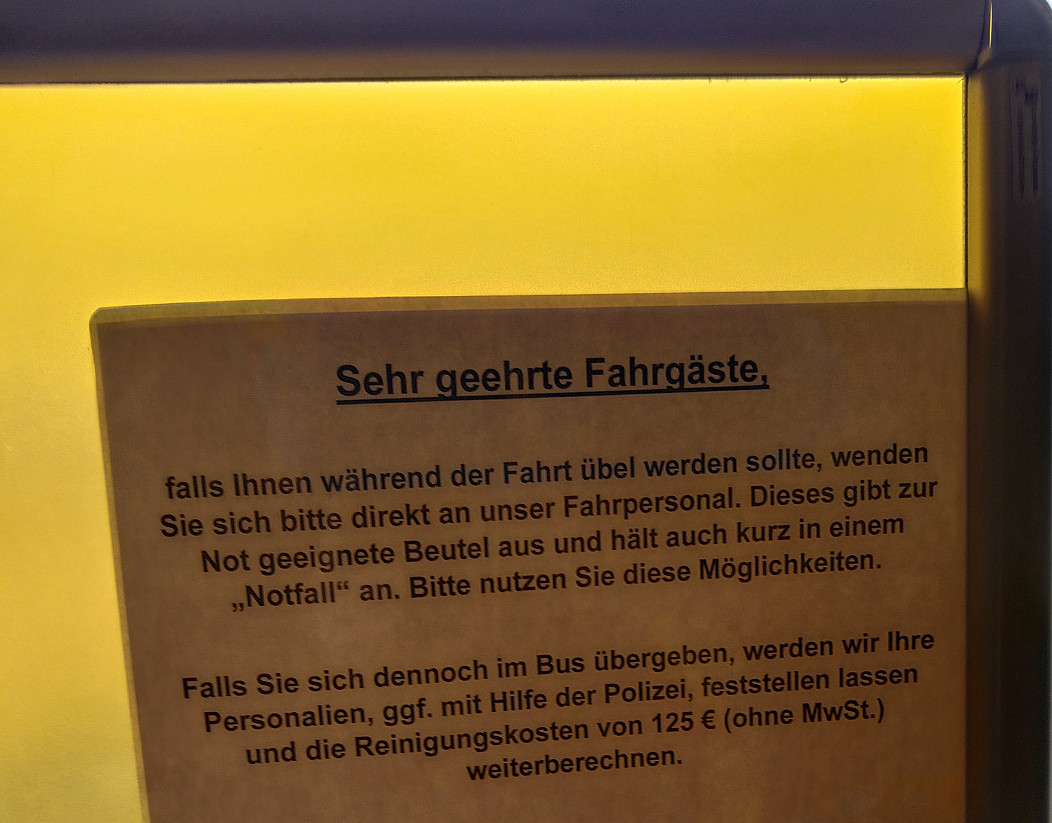 Sehr geehrte Fahrgäste,
falls Ihnen während der Fahrt übel werden sollte, wenden
Sie sich bitte direkt an unser Fahrpersonal. Dieses gibt zur
Not geeignete Beutel aus und hält auch kurz in einem
„Notfall“ an. Bitte nutzen Sie diese Möglichkeiten.
Falls Sie sich dennoch im Bus übergeben, werden wir Ihre
Personalien, ggf. mit Hilfe der Polizei, feststellen lassen
und die Reinigungskosten von 125 € (ohne MwSt.)
weiterberechnen.